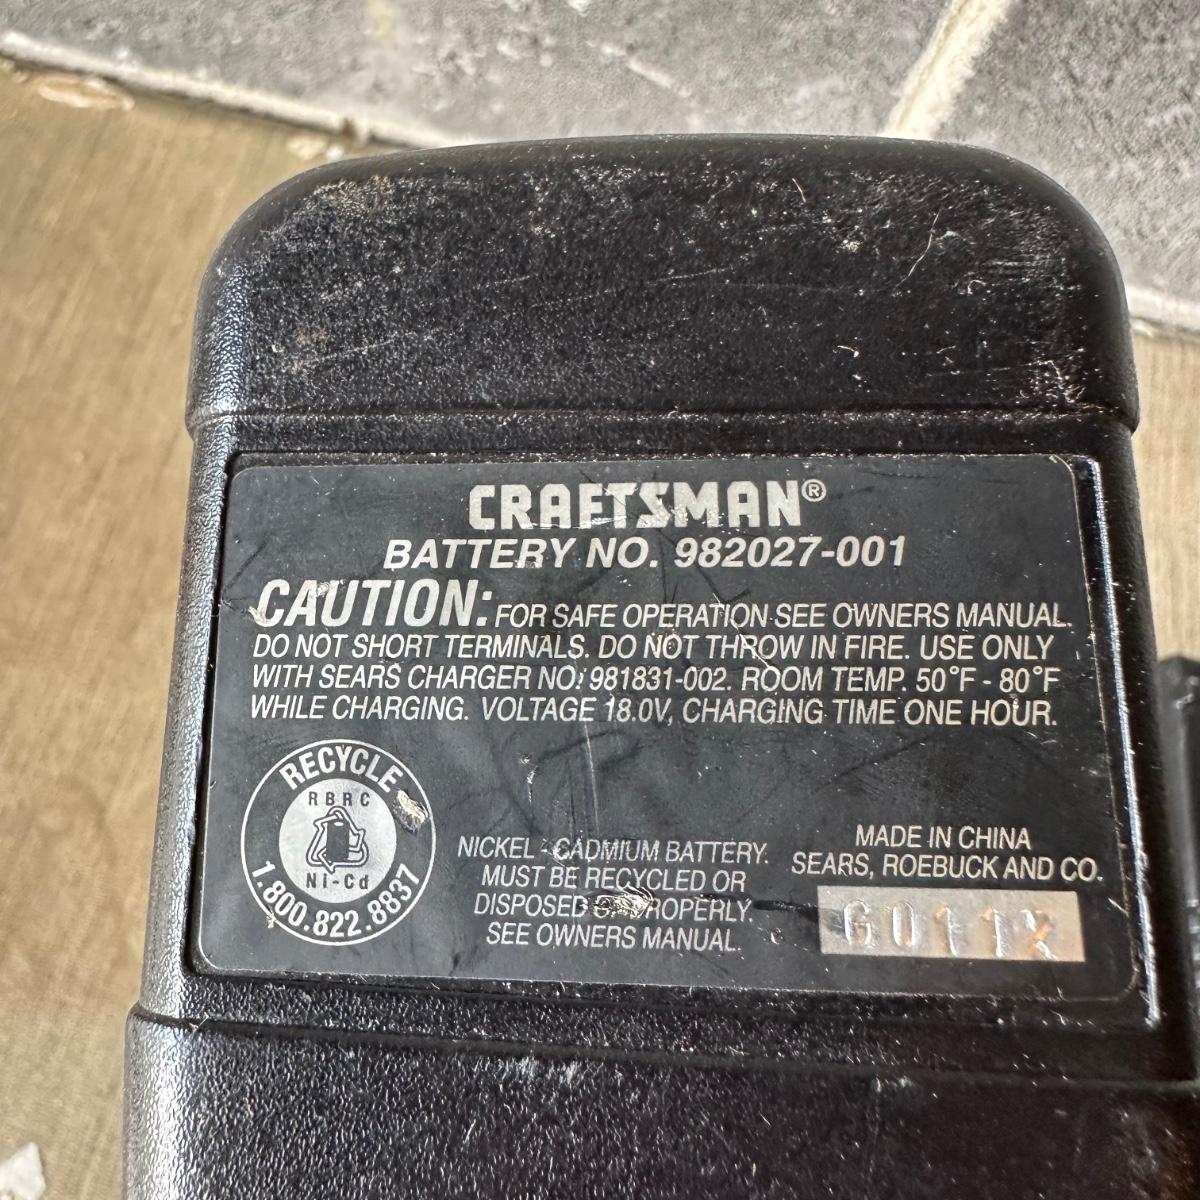 CRAFTSMAN®
BATTERY NO. 982027-001
CAUTION: FOR SAFE OPERATION SEE OWNERS MANUAL.
DO NOT SHORT TERMINALS. DO NOT THROW IN FIRE. USE ONLY
WITH SEARS CHARGER NO. 981831-002. ROOM TEMP. 50°F - 80°F
WHILE CHARGING. VOLTAGE 18.0V, CHARGING TIME ONE HOUR.
RECYCLE
RBRC
Ni-Cd
1.800.822.8837
NICKEL - CADMIUM BATTERY.
MUST BE RECYCLED OR
DISPOSED OF PROPERLY.
SEE OWNERS MANUAL.
MADE IN CHINA
SEARS, ROEBUCK AND CO.